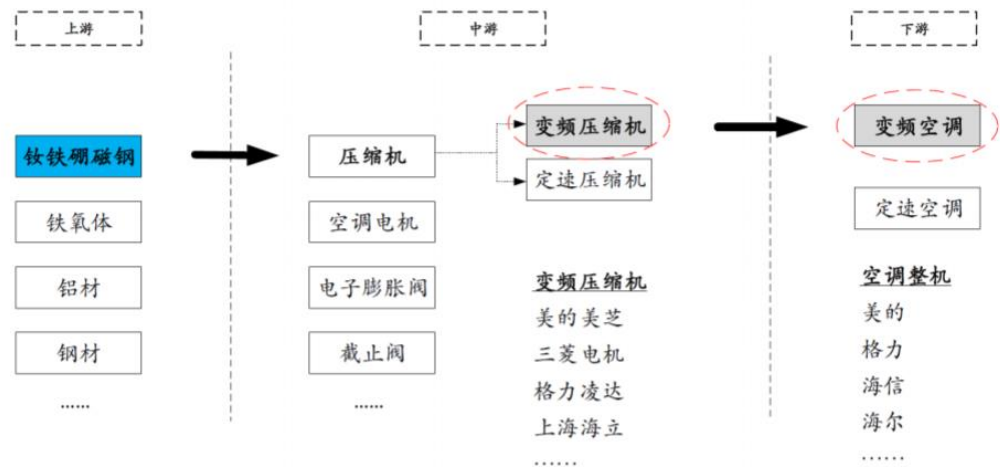 上游
中游
下游
钕铁硼磁钢
铁氧体
铝材
钢材
......
压缩机
空调电机
电子膨胀阀
截止阀
......
变频压缩机
定速压缩机
变频压缩机
美的美芝
三菱电机
格力凌达
上海海立
......
变频空调
定速空调
空调整机
美的
格力
海信
海尔
......